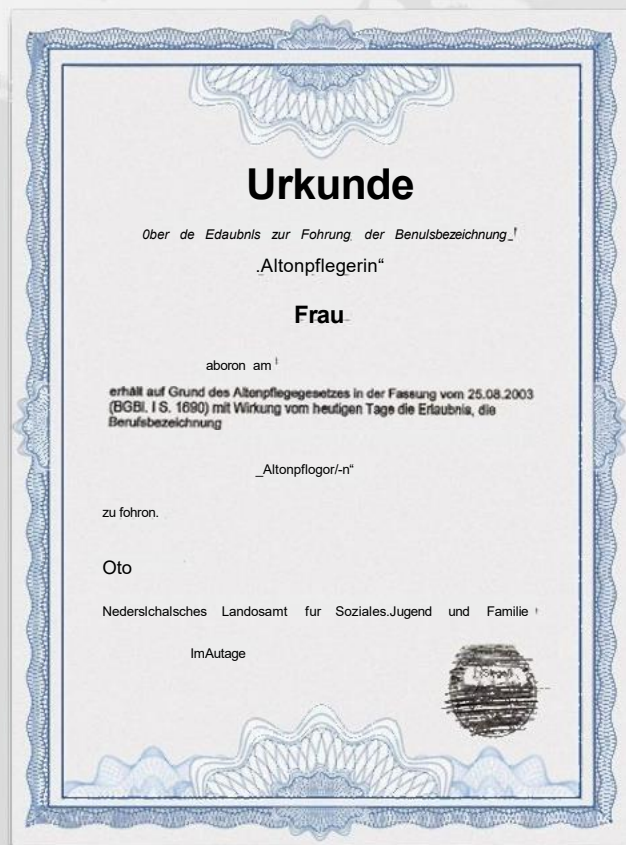 Urkunde
0ber de Edaubnls zur Fohrung der Benulsbezeichnung_!
.Altonpflegerin“
Frau
aboron am
erhält auf Grund des Altenpflegegesetzes in der Fassung vom 25.08.2003
(BGBl. I S. 1690) mit Wirkung vom heutigen Tage die Erlaubnis, die
Berufsbezeichnung
_Altonpflogor/-n“
zu fohron.
Oto
Nederslchalsches Landosamt fur Soziales.Jugend und Familie
ImAutage